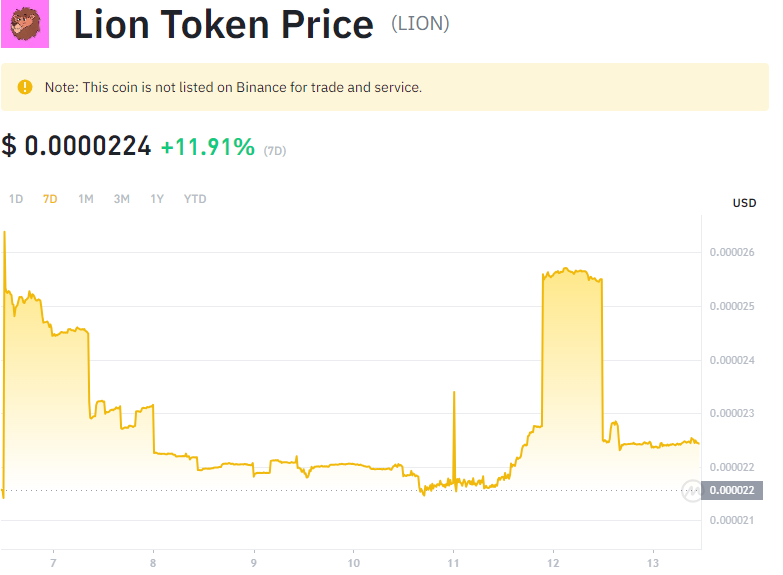 Lion Token Price (LION)
Note: This coin is not listed on Binance for trade and service.
$ 0.0000224 +11.91% (7D)
1D 7D 1M 3M 1Y YTD
USD
0.000026
0.000025
0.000024
0.000023
0.000022
0.000022
0.000021
7 8 9 10 11 12 13